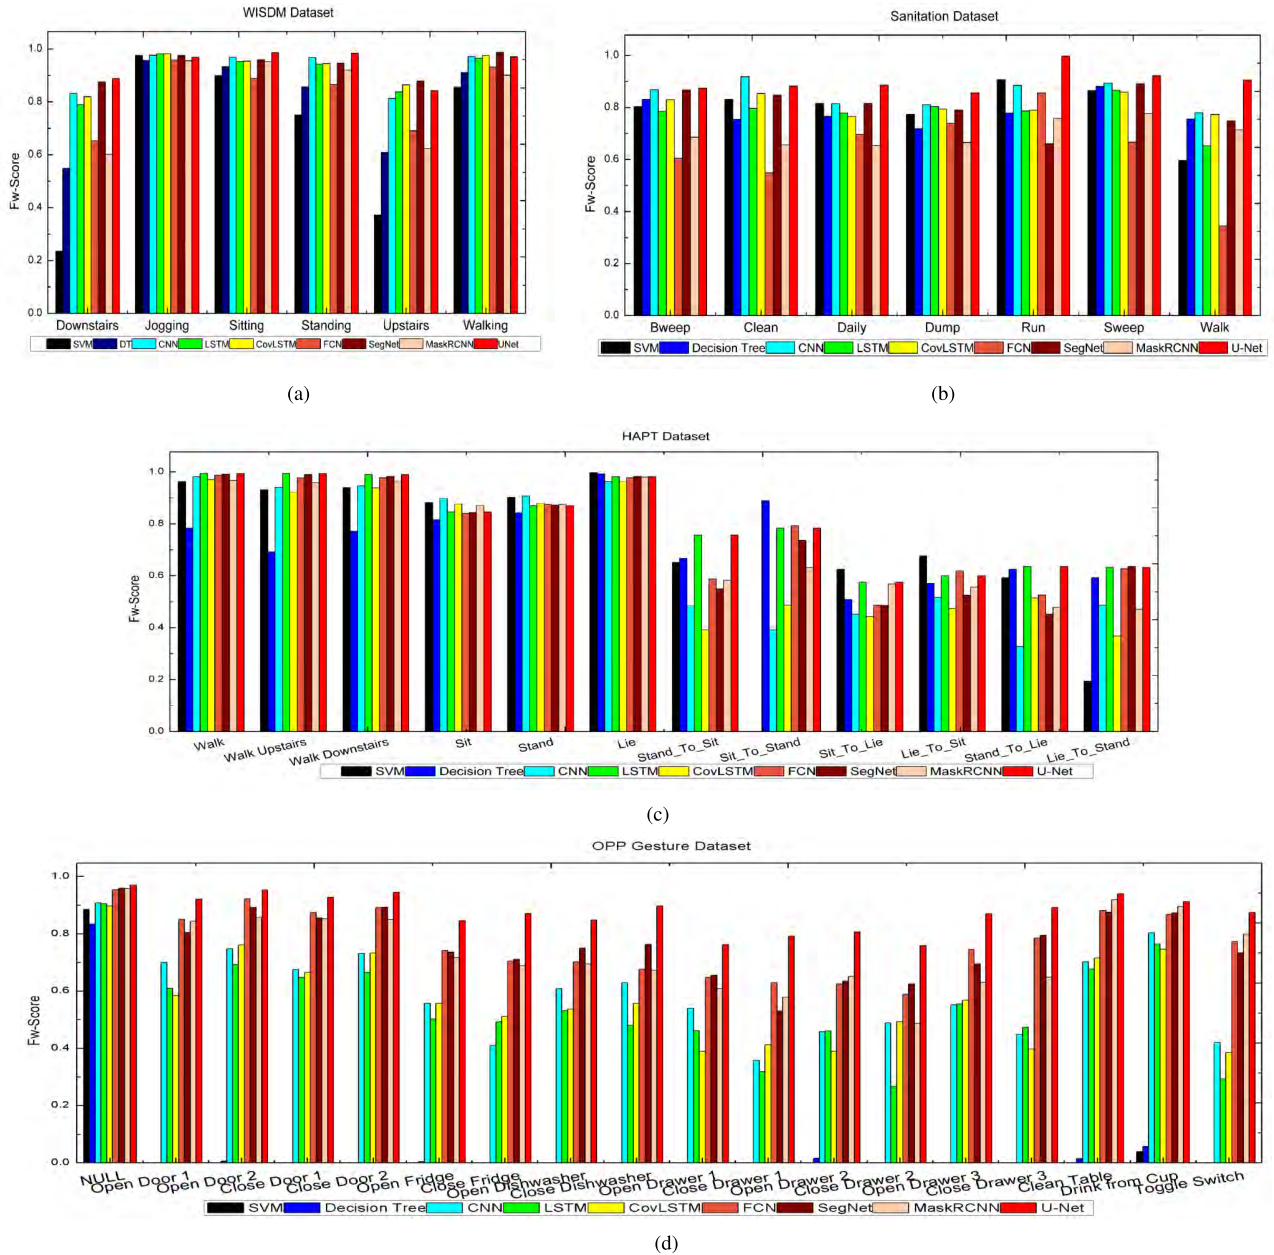 WISDM Dataset
Fw-Score
1.0
0.8
0.6
0.4
0.2
0.0
Downstairs Jogging Sitting Standing Upstairs Walking
SVM DT CNN LSTM CovLSTM FCN SegNet MaskRCNN UNet
(a)
Sanitation Dataset
Fw-Score
1.0
0.8
0.6
0.4
0.2
0.0
Bweep Clean Daily Dump Run Sweep Walk
SVM Decision Tree CNN LSTM CovLSTM FCN SegNet MaskRCNN U-Net
(b)
HAPT Dataset
Fw-Score
1.0
0.8
0.6
0.4
0.2
0.0
Walk Walk Upstairs Walk Downstairs Sit Stand Lie Stand_To_Sit Sit_To_Stand Sit_To_Lie Lie_To_Sit Stand_To_Lie Lie_To_Stand
SVM Decision Tree CNN LSTM CovLSTM FCN SegNet MaskRCNN U-Net
(c)
OPP Gesture Dataset
Fw-Score
1.0
0.8
0.6
0.4
0.2
0.0
NULL Open Door 1 Open Door 2 Close Door 1 Close Door 2 Open Fridge Close Fridge Open Dishwasher Close Dishwasher Open Drawer 1 Close Drawer 1 Open Drawer 2 Close Drawer 2 Open Drawer 3 Close Drawer 3 Clean Table Drink from Cup Toggle Switch
SVM Decision Tree CNN LSTM CovLSTM FCN SegNet MaskRCNN U-Net
(d)